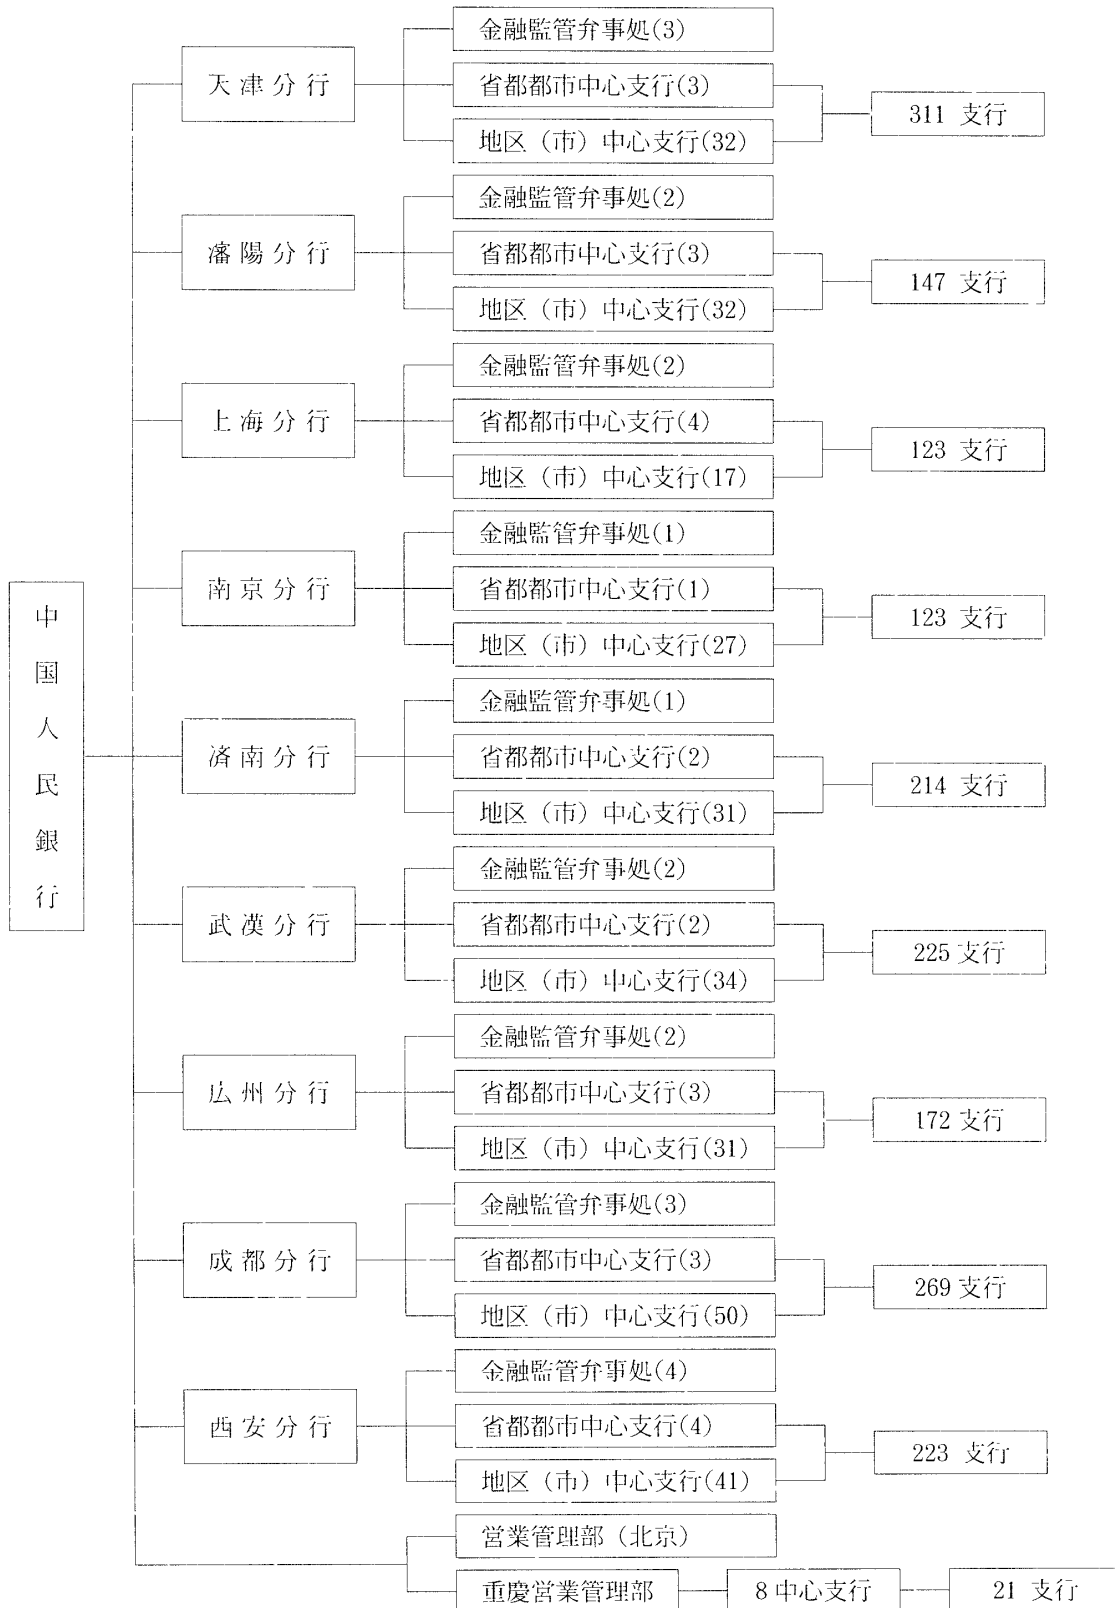 中国人民銀行
天津分行
金融監管弁事処(3)
省都都市中心支行(3)
地区（市）中心支行(32)
311 支行
瀋陽分行
金融監管弁事処(2)
省都都市中心支行(3)
地区（市）中心支行(32)
147 支行
上海分行
金融監管弁事処(2)
省都都市中心支行(4)
地区（市）中心支行(17)
123 支行
南京分行
金融監管弁事処(1)
省都都市中心支行(1)
地区（市）中心支行(27)
123 支行
済南分行
金融監管弁事処(1)
省都都市中心支行(2)
地区（市）中心支行(31)
214 支行
武漢分行
金融監管弁事処(2)
省都都市中心支行(2)
地区（市）中心支行(34)
225 支行
広州分行
金融監管弁事処(2)
省都都市中心支行(3)
地区（市）中心支行(31)
172 支行
成都分行
金融監管弁事処(3)
省都都市中心支行(3)
地区（市）中心支行(50)
269 支行
西安分行
金融監管弁事処(4)
省都都市中心支行(4)
地区（市）中心支行(41)
223 支行
営業管理部（北京）
重慶営業管理部
8 中心支行
21 支行